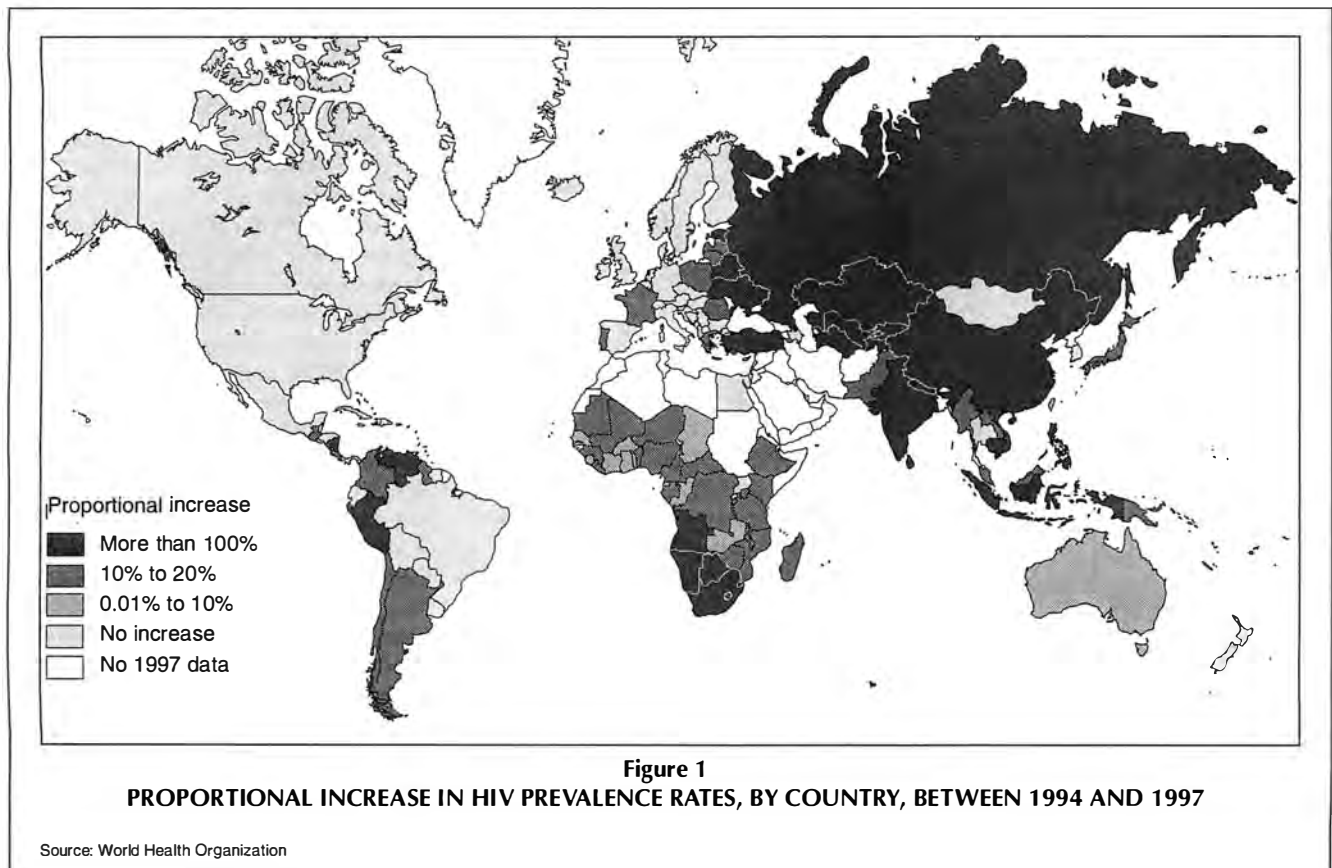 Proportional increase
More than 100%
10% to 20%
0.01% to 10%
No increase
No 1997 data
Figure 1
PROPORTIONAL INCREASE IN HIV PREVALENCE RATES, BY COUNTRY, BETWEEN 1994 AND 1997
Source: World Health Organization